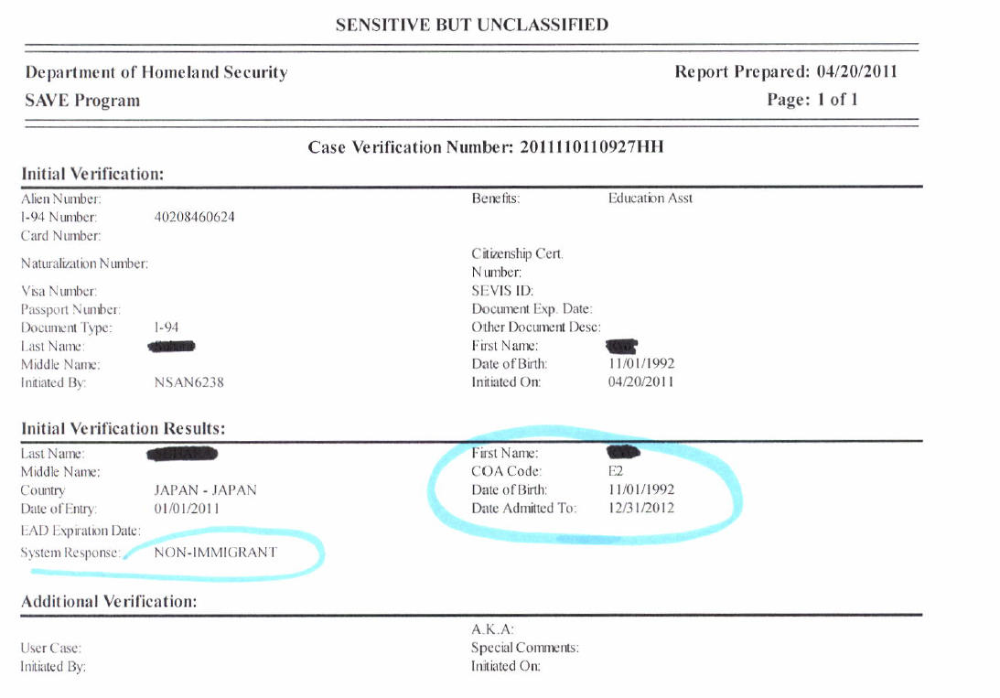 SENSITIVE BUT UNCLASSIFIED
Department of Homeland Security Report Prepared: 04/20/2011
SAVE Program Page: 1 of 1
Case Verification Number: 2011110110927HH
Initial Verification:
Alien Number: Benefits: Education Asst
I-94 Number: 40208460624
Card Number:
Naturalization Number: Citizenship Cert.
Number:
Visa Number: SEVIS ID:
Passport Number: Document Exp. Date:
Document Type: I-94 Other Document Desc:
Last Name: First Name:
Middle Name: Date of Birth: 11/01/1992
Initiated By: NSAN6238 Initiated On: 04/20/2011
Initial Verification Results:
Last Name: First Name:
Middle Name: COA Code: E2
Country JAPAN - JAPAN Date of Birth: 11/01/1992
Date of Entry: 01/01/2011 Date Admitted To: 12/31/2012
EAD Expiration Date:
System Response: NON-IMMIGRANT
Additional Verification:
A.K.A:
User Case: Special Comments:
Initiated By: Initiated On: